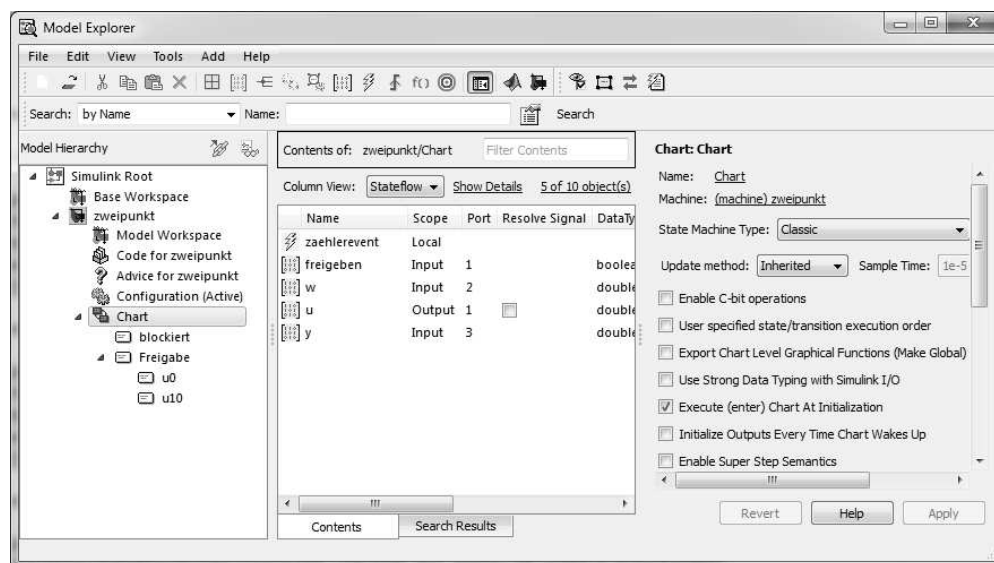 Model Explorer
File Edit View Tools Add Help
Search: by Name Name: Search
Model Hierarchy
Simulink Root
Base Workspace
zweipunkt
Model Workspace
Code for zweipunkt
Advice for zweipunkt
Configuration (Active)
Chart
blockiert
Freigabe
u0
u10
Contents of: zweipunkt/Chart Filter Contents
Column View: Stateflow Show Details 5 of 10 object(s)
Name Scope Port Resolve Signal DataTy
zaehlerevent Local
freigeben Input 1 boolea
w Input 2 double
u Output 1 double
y Input 3 double
Contents Search Results
Chart: Chart
Name: Chart
Machine: (machine) zweipunkt
State Machine Type: Classic
Update method: Inherited Sample Time: 1e-5
Enable C-bit operations
User specified state/transition execution order
Export Chart Level Graphical Functions (Make Global)
Use Strong Data Typing with Simulink I/O
Execute (enter) Chart At Initialization
Initialize Outputs Every Time Chart Wakes Up
Enable Super Step Semantics
Revert Help Apply